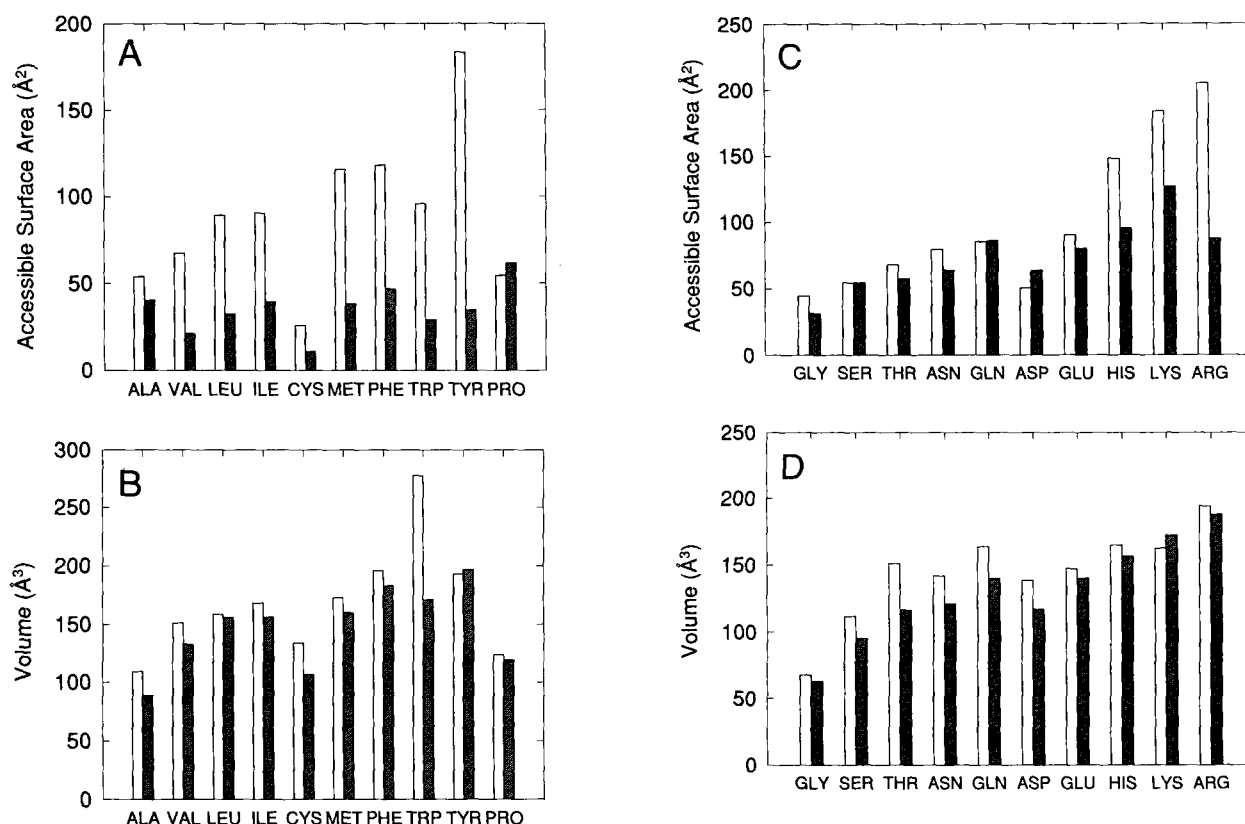 A
Accessible Surface Area (Å²)
200
150
100
50
0
ALA VAL LEU ILE CYS MET PHE TRP TYR PRO
C
Accessible Surface Area (Å²)
250
200
150
100
50
0
GLY SER THR ASN GLN ASP GLU HIS LYS ARG
B
Volume (Å³)
300
250
200
150
100
50
0
ALA VAL LEU ILE CYS MET PHE TRP TYR PRO
D
Volume (Å³)
250
200
150
100
50
0
GLY SER THR ASN GLN ASP GLU HIS LYS ARG